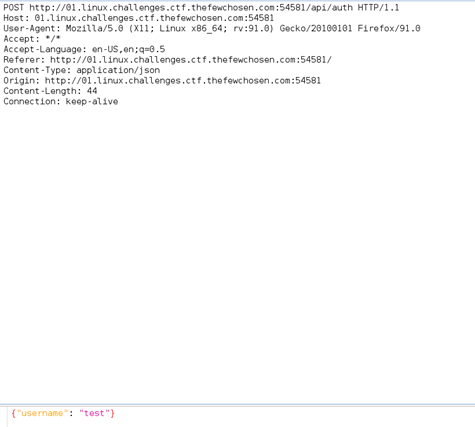 POST http://01.linux.challenges.ctf.thefewchosen.com:54581/api/auth HTTP/1.1
Host: 01.linux.challenges.ctf.thefewchosen.com:54581
User-Agent: Mozilla/5.0 (X11; Linux x86_64; rv:91.0) Gecko/20100101 Firefox/91.0
Accept: */*
Accept-Language: en-US,en;q=0.5
Referer: http://01.linux.challenges.ctf.thefewchosen.com:54581/
Content-Type: application/json
Origin: http://01.linux.challenges.ctf.thefewchosen.com:54581
Content-Length: 44
Connection: keep-alive
{"username": "test"}